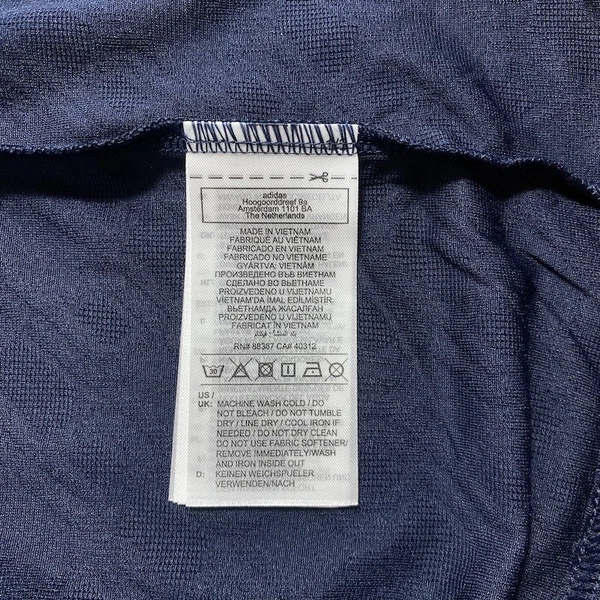 adidas
Hoogoorddreef 9a
Amsterdam 1101 BA
The Netherlands
MADE IN VIETNAM
FABRIQUÉ AU VIETNAM
FABRICADO EN VIETNAM
FABRICADO NO VIETNAME
GYÁRTVA: VIETNÁM
ПРОИЗВЕДЕНО ВЪВ ВИЕТНАМ
СДЕЛАНО ВО ВЬЕТНАМЕ
PROIZVEDENO U VIJETNAMU
VIETNAM'DA İMAL EDİLMİŞTİR
ВЬЕТНАМДА ЖАСАЛҒАН
PROIZVEDENO U VIJETNAMU
FABRICAT ÎN VIETNAM
RN# 88387 CA# 40312
30
US /
UK: MACHINE WASH COLD / DO
NOT BLEACH / DO NOT TUMBLE
DRY / LINE DRY / COOL IRON IF
NEEDED / DO NOT DRY CLEAN
DO NOT USE FABRIC SOFTENER/
REMOVE IMMEDIATELY/WASH
AND IRON INSIDE OUT
D: KEINEN WEICHSPUELER
VERWENDEN/NACH